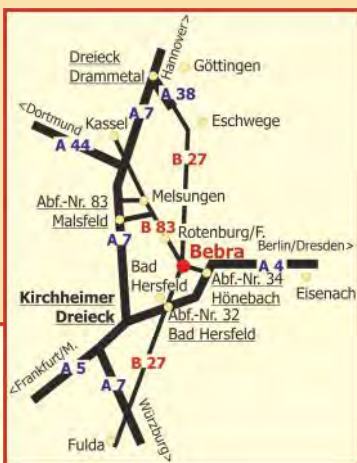 Hannover>
Dreieck
Drammetal
Göttingen
A 38
<Dortmund
A 7
Eschwege
Kassel
A 44
B 27
Abf.-Nr. 83
Malsfeld
Melsungen
B 83
Rotenburg/F.
Bebra
Berlin/Dresden>
A 7
A 4
Bad
Hersfeld
Abf.-Nr. 34
Hönebach
Eisenach
Kirchheimer
Dreieck
Abf.-Nr. 32
Bad Hersfeld
<Frankfurt/M.
A 5
A 7
B 27
Würzburg>
Fulda